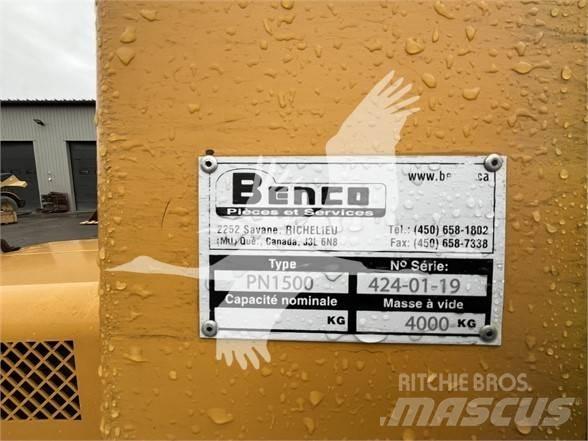 BENCO
Pièces et Services
www.be
.ca
2252 Savane, RICHELIEU
(MU) Qué., Canada, J3L 6N8
Tél.: (450) 658-1802
Fax: (450) 658-7338
Type
Nº Série:
PN1500
424-01-19
Capacité nominale
Masse à vide
KG
4000 KG
RITCHIE BROS.
MASCUS